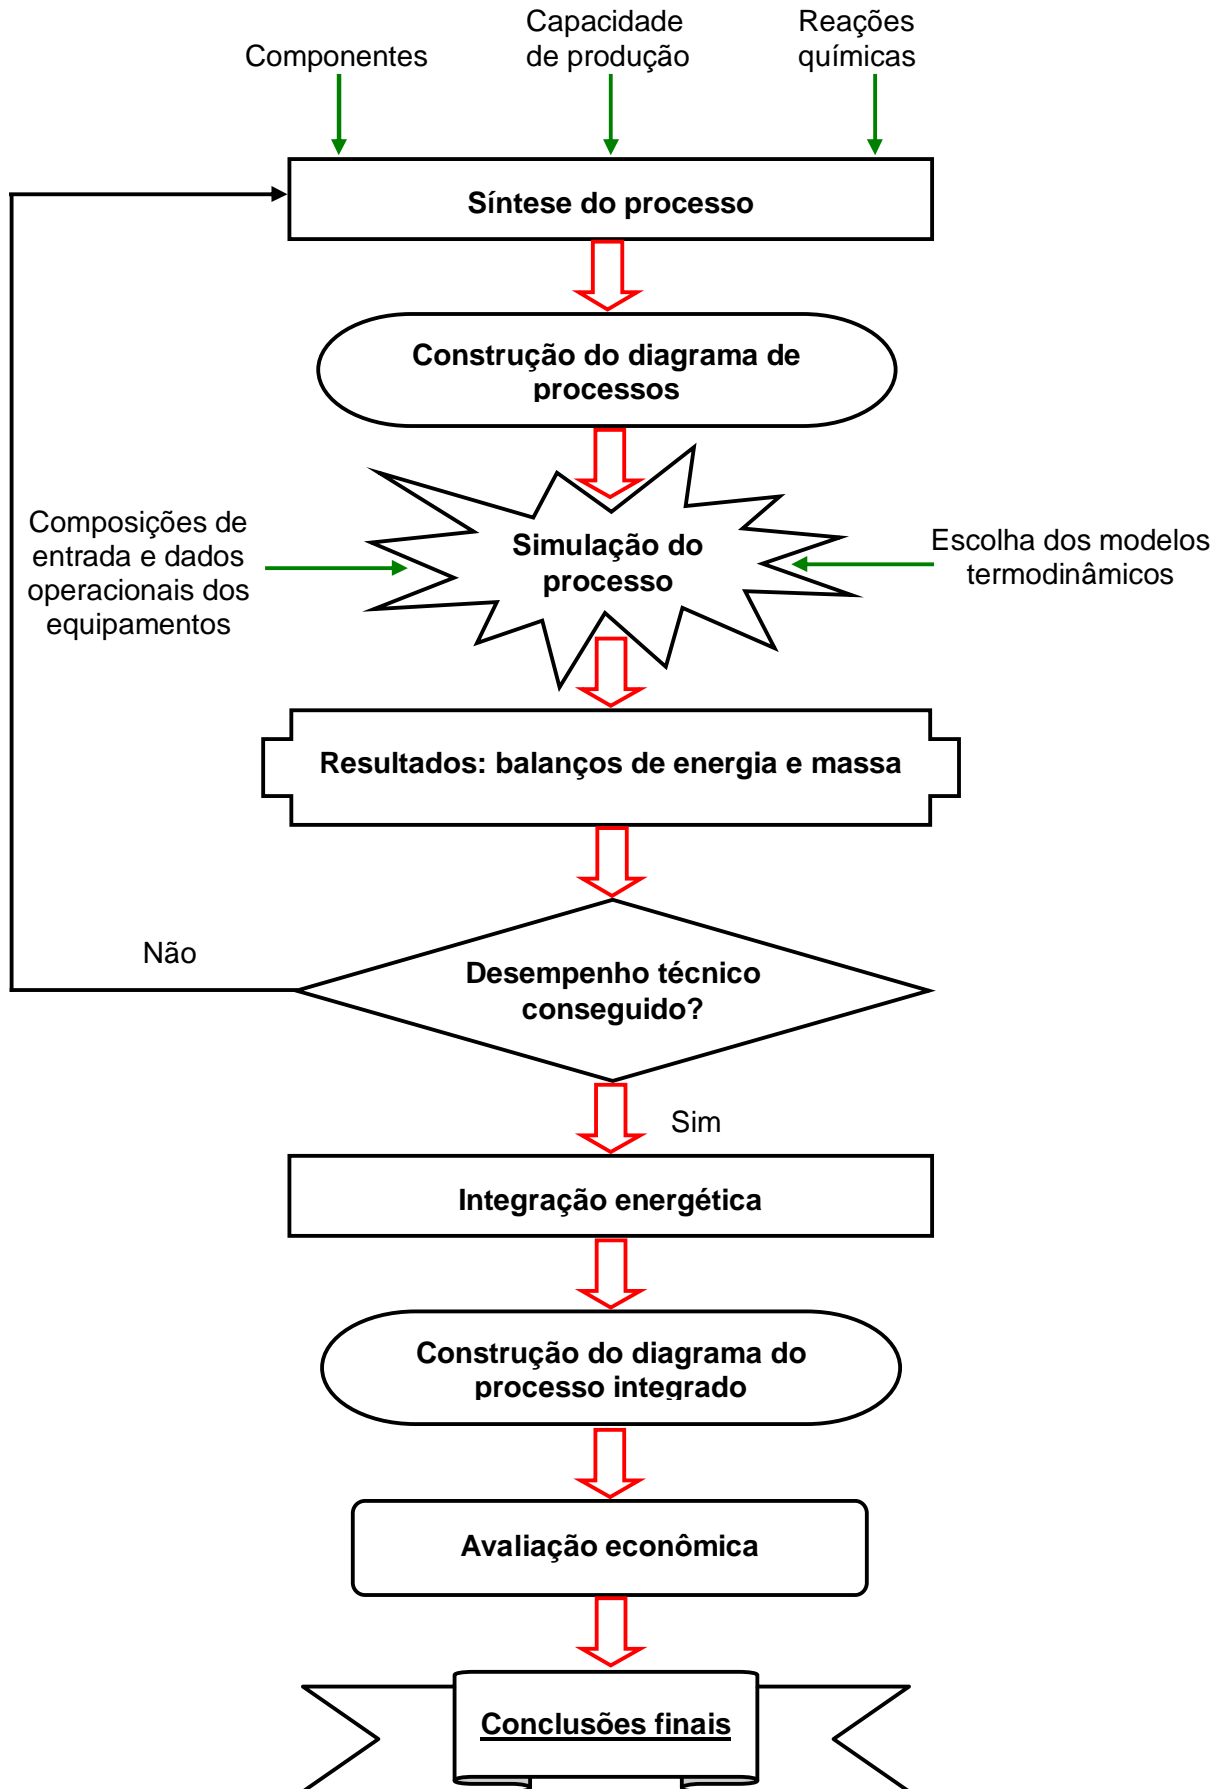 Componentes
Capacidade
de produção
Reações
químicas
Síntese do processo
Construção do diagrama de
processos
Composições de
entrada e dados
operacionais dos
equipamentos
Simulação do
processo
Escolha dos modelos
termodinâmicos
Resultados: balanços de energia e massa
Não
Desempenho técnico
conseguido?
Sim
Integração energética
Construção do diagrama do
processo integrado
Avaliação econômica
Conclusões finais